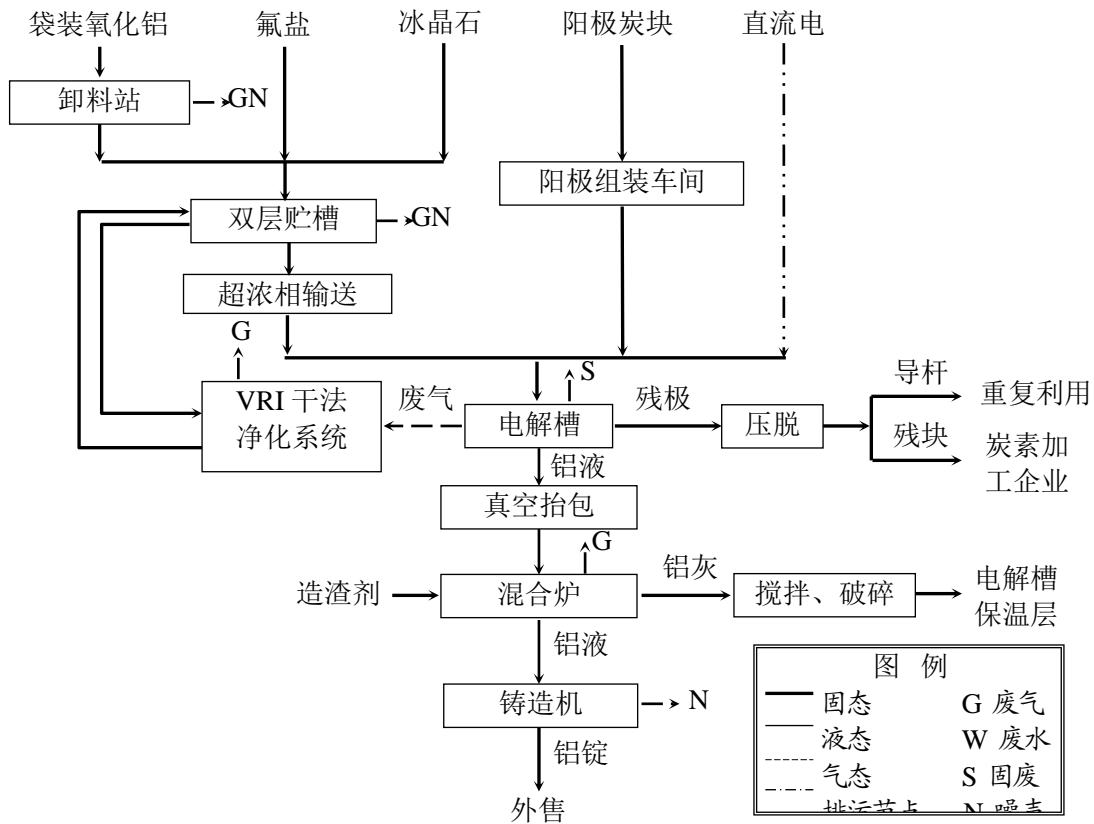 袋装氧化铝
氟盐
冰晶石
阳极炭块
直流电
卸料站
GN
阳极组装车间
双层贮槽
GN
超浓相输送
G
S
导杆
重复利用
VRI 干法
净化系统
废气
电解槽
残极
压脱
残块
炭素加
工企业
铝液
真空抬包
G
铝灰
造渣剂
混合炉
搅拌、破碎
电解槽
保温层
铝液
铸造机
N
铝锭
外售
图 例
固态 G 废气
液态 W 废水
气态 S 固废
排污节点 N 噪声